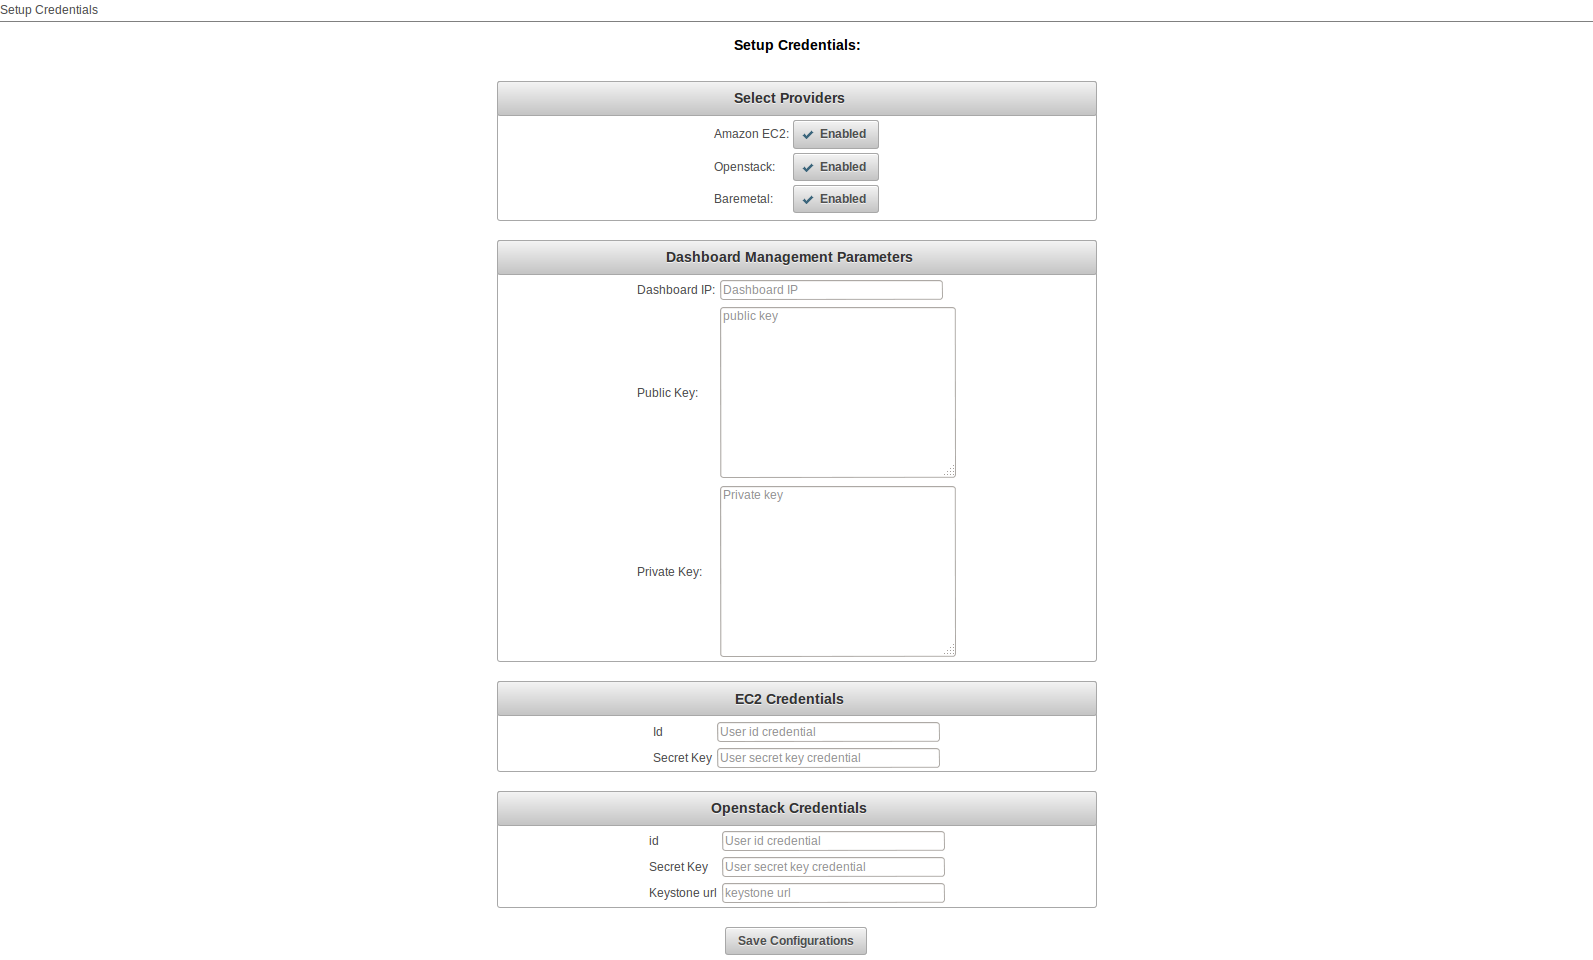 Setup Credentials
Setup Credentials:
Select Providers
Amazon EC2: Enabled
Openstack: Enabled
Baremetal: Enabled
Dashboard Management Parameters
Dashboard IP: Dashboard IP
public key
Public Key:
Private key
Private Key:
EC2 Credentials
Id User id credential
Secret Key User secret key credential
Openstack Credentials
id User id credential
Secret Key User secret key credential
Keystone url keystone url
Save Configurations